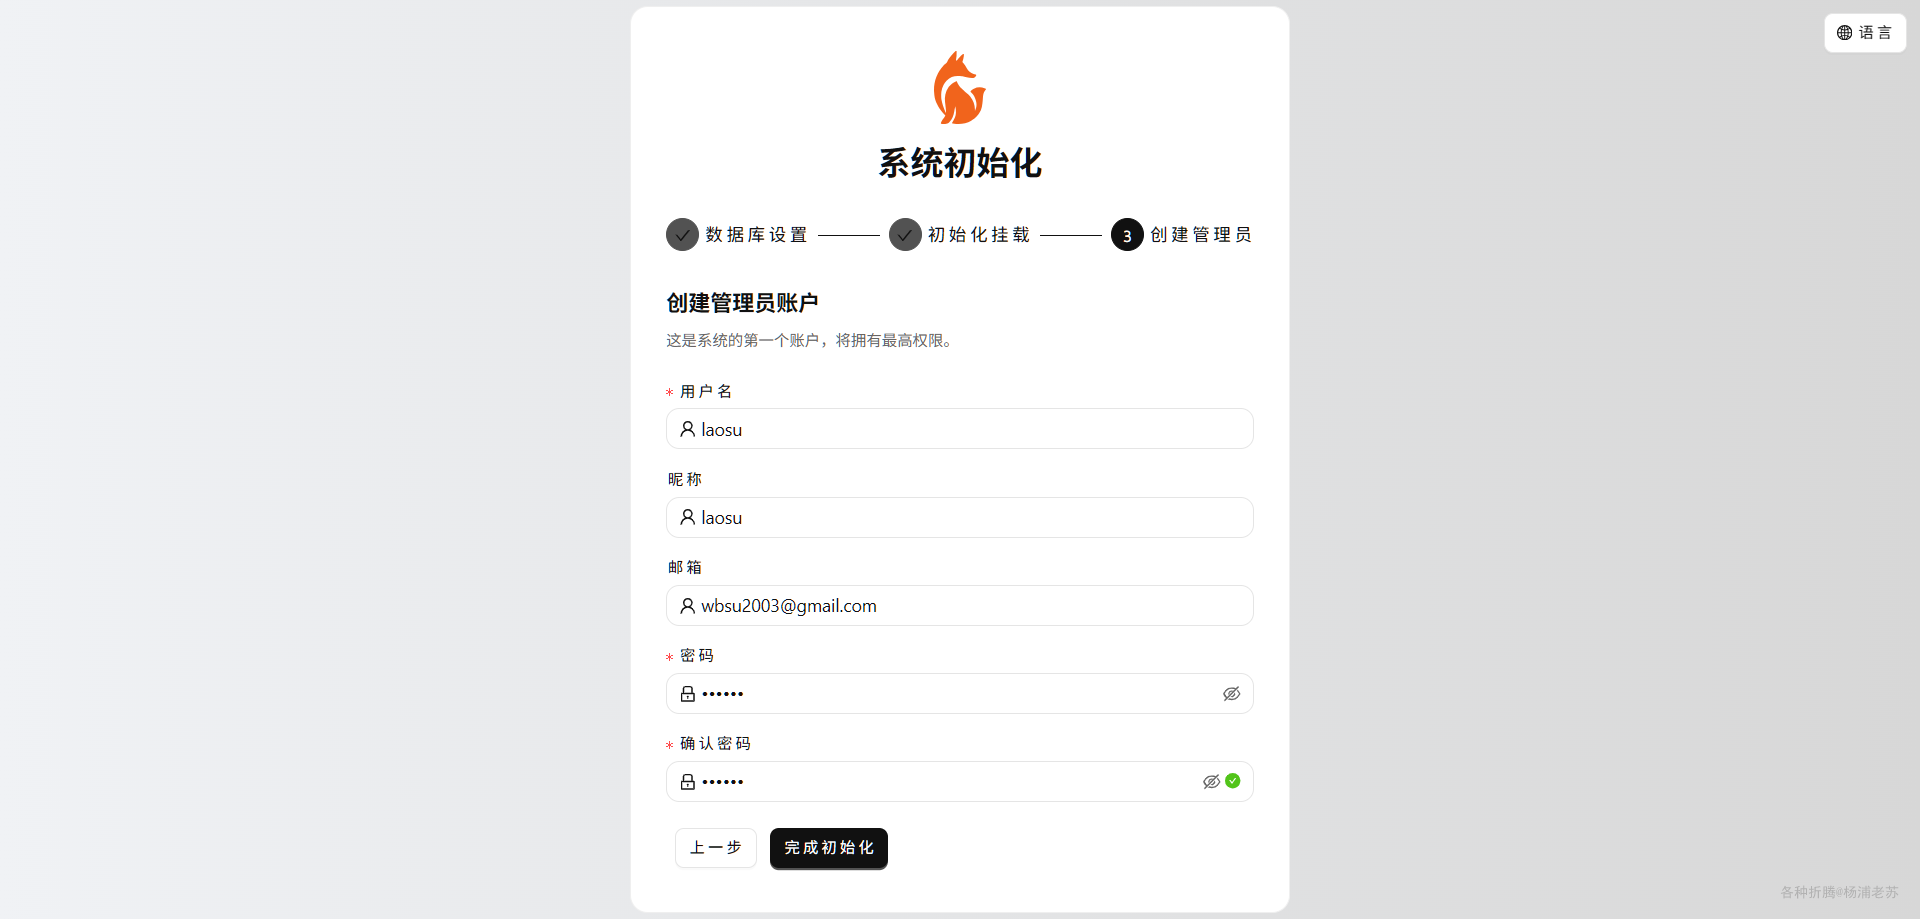 语言
系统初始化
数据库设置 初始化挂载 3 创建管理员
创建管理员账户
这是系统的第一个账户，将拥有最高权限。
* 用户名
laosu
昵称
laosu
邮箱
wbsu2003@gmail.com
* 密码
••••••
* 确认密码
••••••
上一步 完成初始化
各种折腾@杨浦老苏